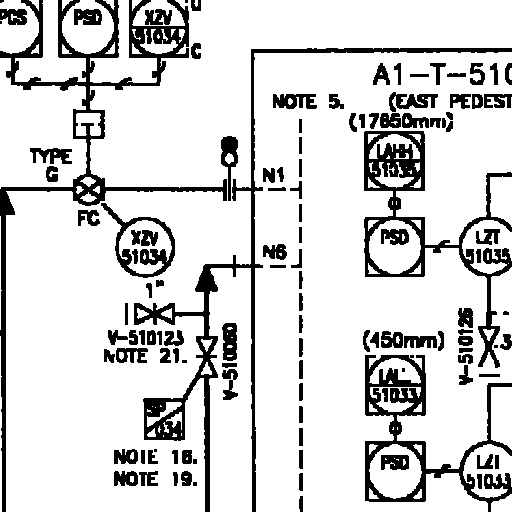 PCS
PSD
XZV
51034
C
A1-T-510
NOTE 5.
(EAST PEDEST
(17850mm)
LAHH
51035
TYPE
G
N1
FC
XZV
51034
PSD
LZT
51035
N6
1"
V-510123
NOTE 21.
V-510060
(450mm)
V-510126
LALL
51033
SP
034
NOTE 18.
NOTE 19.
PSD
LZT
51033